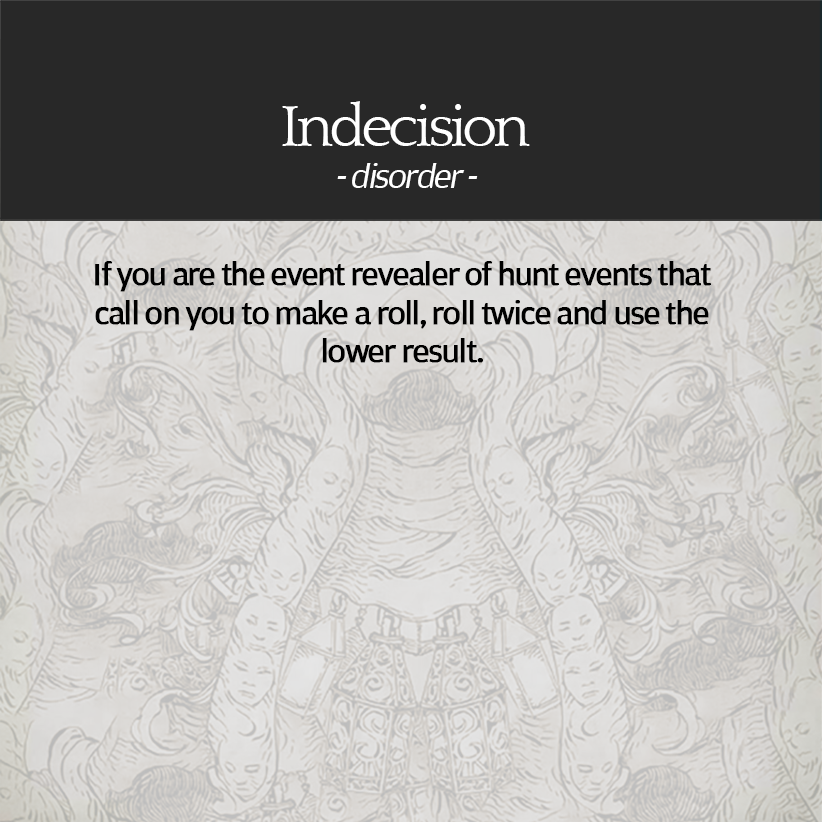 Indecision
- disorder -
If you are the event revealer of hunt events that
call on you to make a roll, roll twice and use the
lower result.